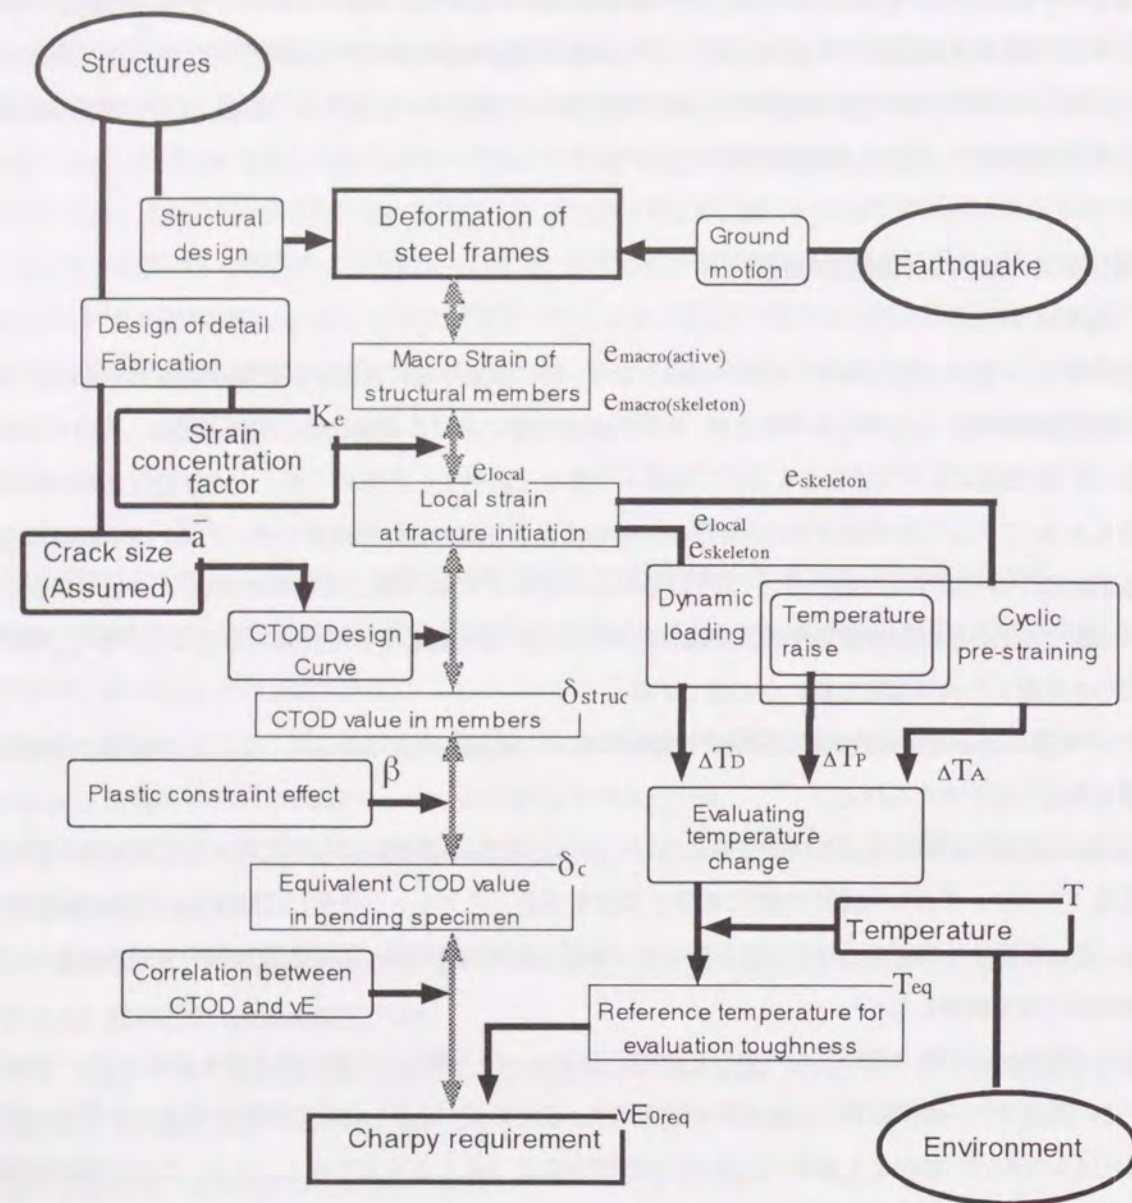 Structures
Structural
design
Deformation of
steel frames
Ground
motion
Earthquake
Design of detail
Fabrication
Macro Strain of
structural members
emacro(active)
emacro(skeleton)
Ke
Strain
concentration
factor
elocal
Local strain
at fracture initiation
eskeleton
elocal
eskeleton
ā
Crack size
(Assumed)
Dynamic
loading
Temperature
raise
Cyclic
pre-straining
CTOD Design
Curve
δstruc
CTOD value in members
ΔTD
ΔTP
ΔTA
β
Plastic constraint effect
Evaluating
temperature
change
δc
Equivalent CTOD value
in bending specimen
T
Temperature
Correlation between
CTOD and vE
Teq
Reference temperature for
evaluation toughness
vE0req
Charpy requirement
Environment